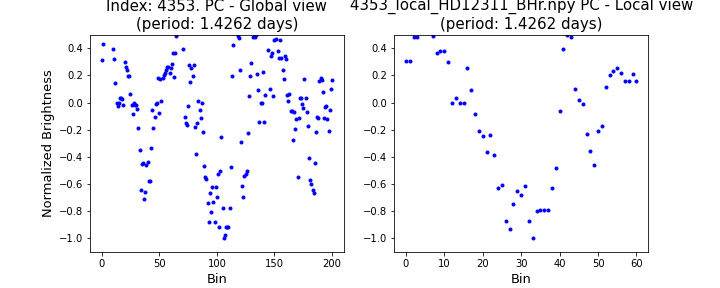 Index: 4353. PC - Global view
(period: 1.4262 days)
4353_local_HD12311_BHr.npy PC - Local view
(period: 1.4262 days)
Normalized Brightness
0.4
0.2
0.0
−0.2
−0.4
−0.6
−0.8
−1.0
0 50 100 150 200
Bin
0.4
0.2
0.0
−0.2
−0.4
−0.6
−0.8
−1.0
0 10 20 30 40 50 60
Bin